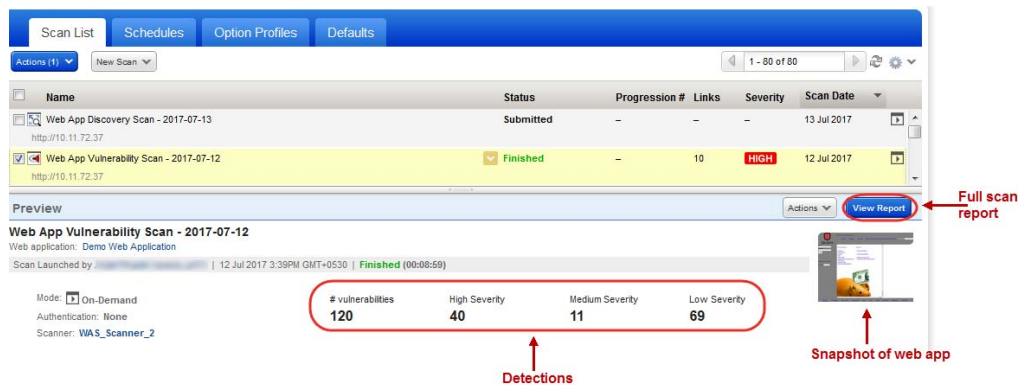 Scan List Schedules Option Profiles Defaults
Actions (1) New Scan 1 - 80 of 80
Name Status Progression # Links Severity Scan Date
Web App Discovery Scan - 2017-07-13 Submitted – – – 13 Jul 2017
http://10.11.72.37
Web App Vulnerability Scan - 2017-07-12 Finished – 10 HIGH 12 Jul 2017
http://10.11.72.37
Preview Actions View Report
Full scan
report
Web App Vulnerability Scan - 2017-07-12
Web application: Demo Web Application
Scan Launched by | 12 Jul 2017 3:39PM GMT+0530 | Finished (00:08:59)
Mode: On-Demand
Authentication: None
Scanner: WAS_Scanner_2
# vulnerabilities High Severity Medium Severity Low Severity
120 40 11 69
Snapshot of web app
Detections